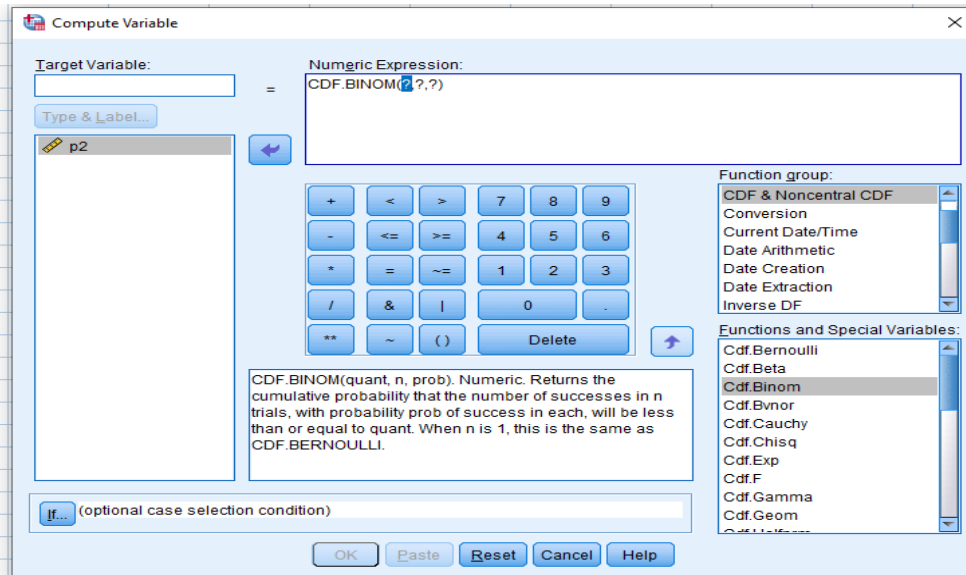 Compute Variable
Target Variable:
Numeric Expression:
=
CDF.BINOM(?,?,?)
Type & Label...
p2
+ < > 7 8 9
- <= >= 4 5 6
* = ~= 1 2 3
/ & | 0 .
** ~ ( ) Delete
Function group:
CDF & Noncentral CDF
Conversion
Current Date/Time
Date Arithmetic
Date Creation
Date Extraction
Inverse DF
Functions and Special Variables:
Cdf.Bernoulli
Cdf.Beta
Cdf.Binom
Cdf.Bvnor
Cdf.Cauchy
Cdf.Chisq
Cdf.Exp
Cdf.F
Cdf.Gamma
Cdf.Geom
CDF.BINOM(quant, n, prob). Numeric. Returns the
cumulative probability that the number of successes in n
trials, with probability prob of success in each, will be less
than or equal to quant. When n is 1, this is the same as
CDF.BERNOULLI.
If... (optional case selection condition)
OK Paste Reset Cancel Help